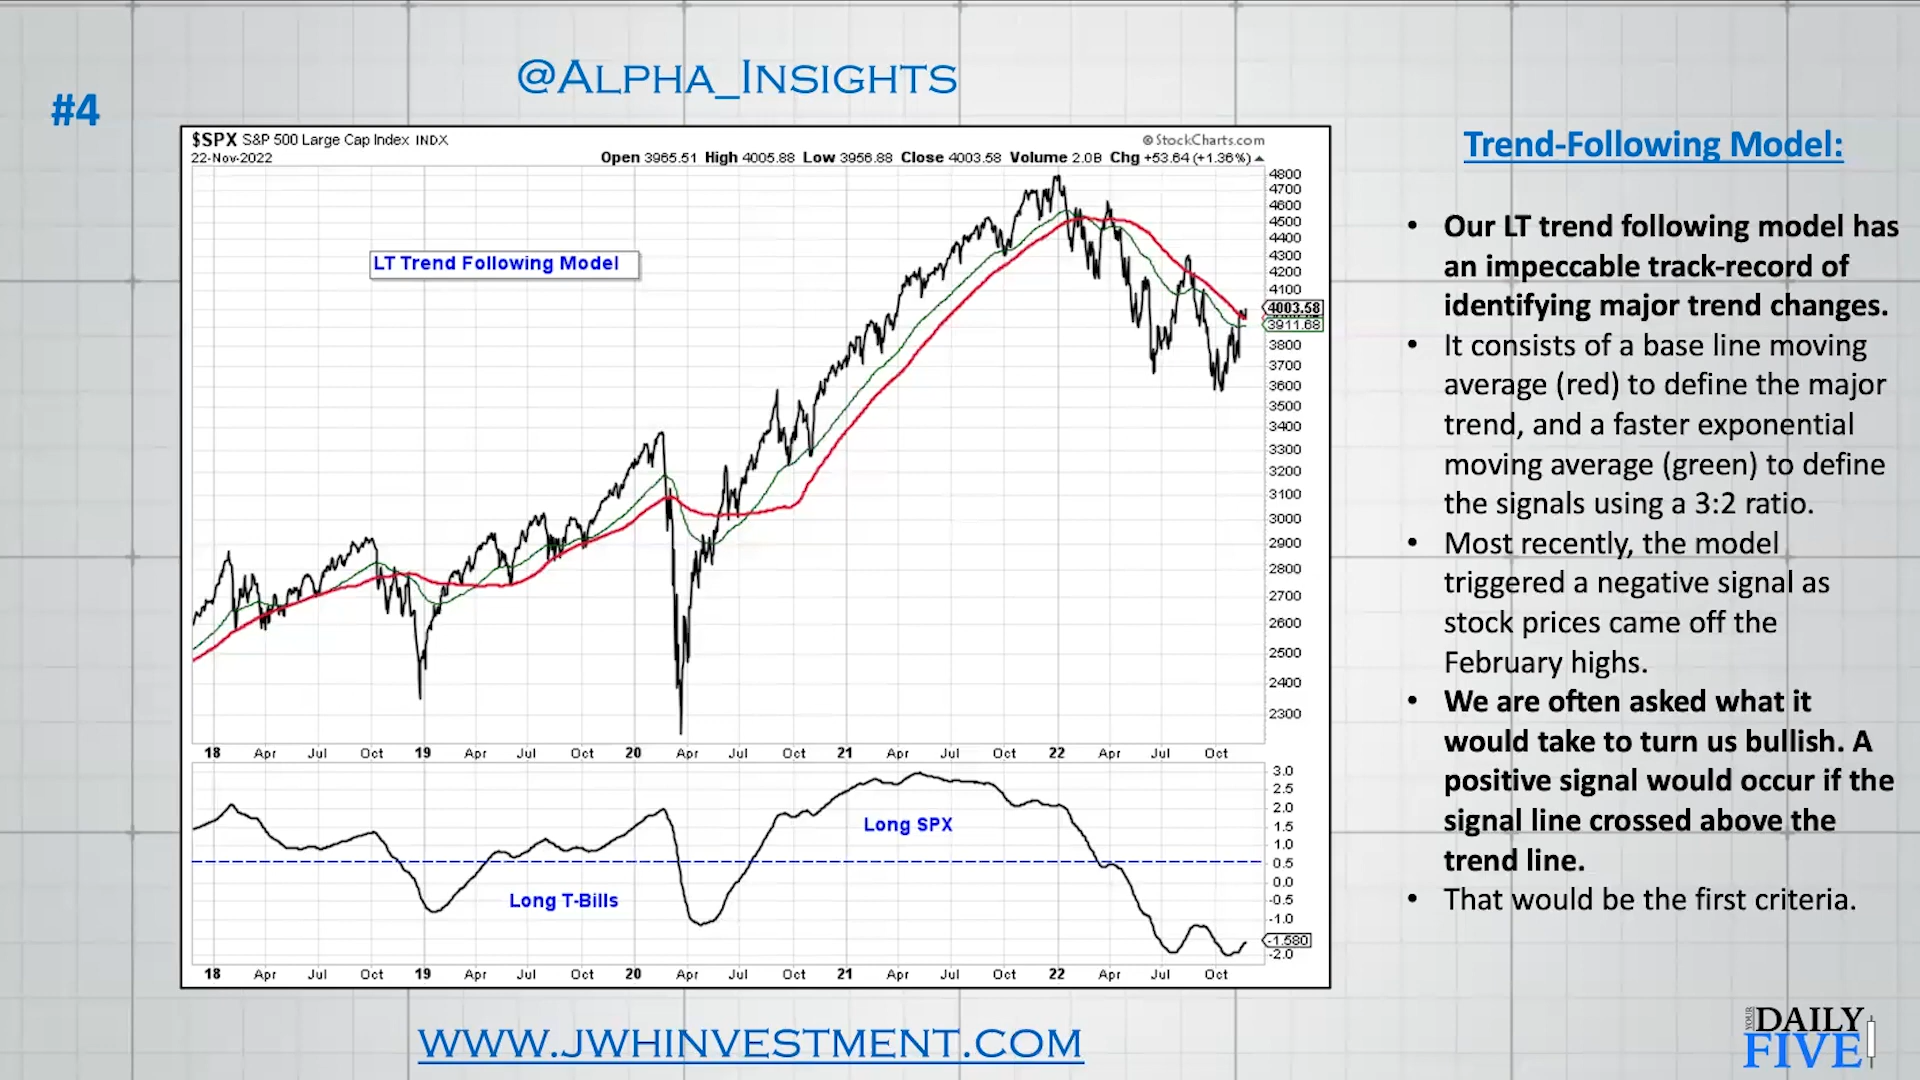 @ALPHA_INSIGHTS
#4
$SPX S&P 500 Large Cap Index INDX
© StockCharts.com
22-Nov-2022
Open 3965.51 High 4005.88 Low 3956.88 Close 4003.58 Volume 2.0B Chg +53.64 (+1.36%)
LT Trend Following Model
4800
4700
4600
4500
4400
4300
4200
4100
4003.58
3911.68
3800
3700
3600
3500
3400
3300
3200
3100
3000
2900
2800
2700
2600
2500
2400
2300
18 Apr Jul Oct 19 Apr Jul Oct 20 Apr Jul Oct 21 Apr Jul Oct 22 Apr Jul Oct
3.0
2.5
2.0
1.5
1.0
0.5
0.0
-0.5
-1.0
-1.580
-2.0
Long SPX
Long T-Bills
18 Apr Jul Oct 19 Apr Jul Oct 20 Apr Jul Oct 21 Apr Jul Oct 22 Apr Jul Oct
Trend-Following Model:
• Our LT trend following model has
an impeccable track-record of
identifying major trend changes.
• It consists of a base line moving
average (red) to define the major
trend, and a faster exponential
moving average (green) to define
the signals using a 3:2 ratio.
• Most recently, the model
triggered a negative signal as
stock prices came off the
February highs.
• We are often asked what it
would take to turn us bullish. A
positive signal would occur if the
signal line crossed above the
trend line.
• That would be the first criteria.
WWW.JWHINVESTMENT.COM
YOUR DAILY
FIVE